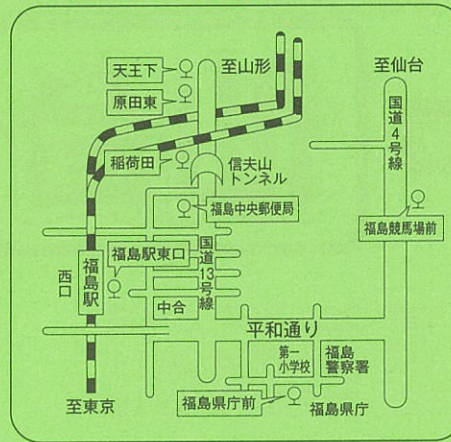 天王下
至山形
至仙台
原田東
国道4号線
稲荷田
信夫山
トンネル
福島中央郵便局
福島競馬場前
福島駅東口
国道13号線
福島駅
西口
中合
平和通り
第一
小学校
福島
警察署
至東京
福島県庁前
福島県庁